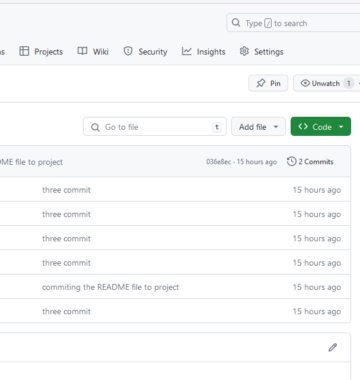 Type / to search
Projects Wiki Security Insights Settings
Pin Unwatch 1
Go to file t Add file Code
file to project 036e8ec · 15 hours ago 2 Commits
three commit 15 hours ago
three commit 15 hours ago
three commit 15 hours ago
three commit 15 hours ago
commiting the README file to project 15 hours ago
three commit 15 hours ago